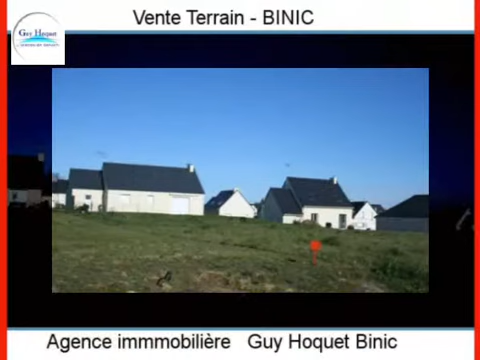 Vente Terrain - BINIC
Guy Hoquet
Agence immmobilière Guy Hoquet Binic